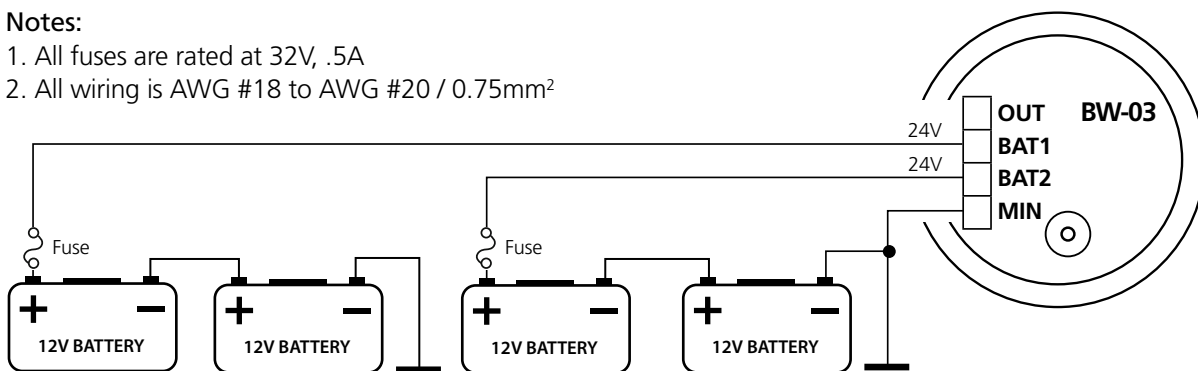 Notes:
1. All fuses are rated at 32V, .5A
2. All wiring is AWG #18 to AWG #20 / 0.75mm²
OUT BW-03
24V BAT1
24V BAT2
MIN
Fuse Fuse
+ − + − + − + −
12V BATTERY 12V BATTERY 12V BATTERY 12V BATTERY